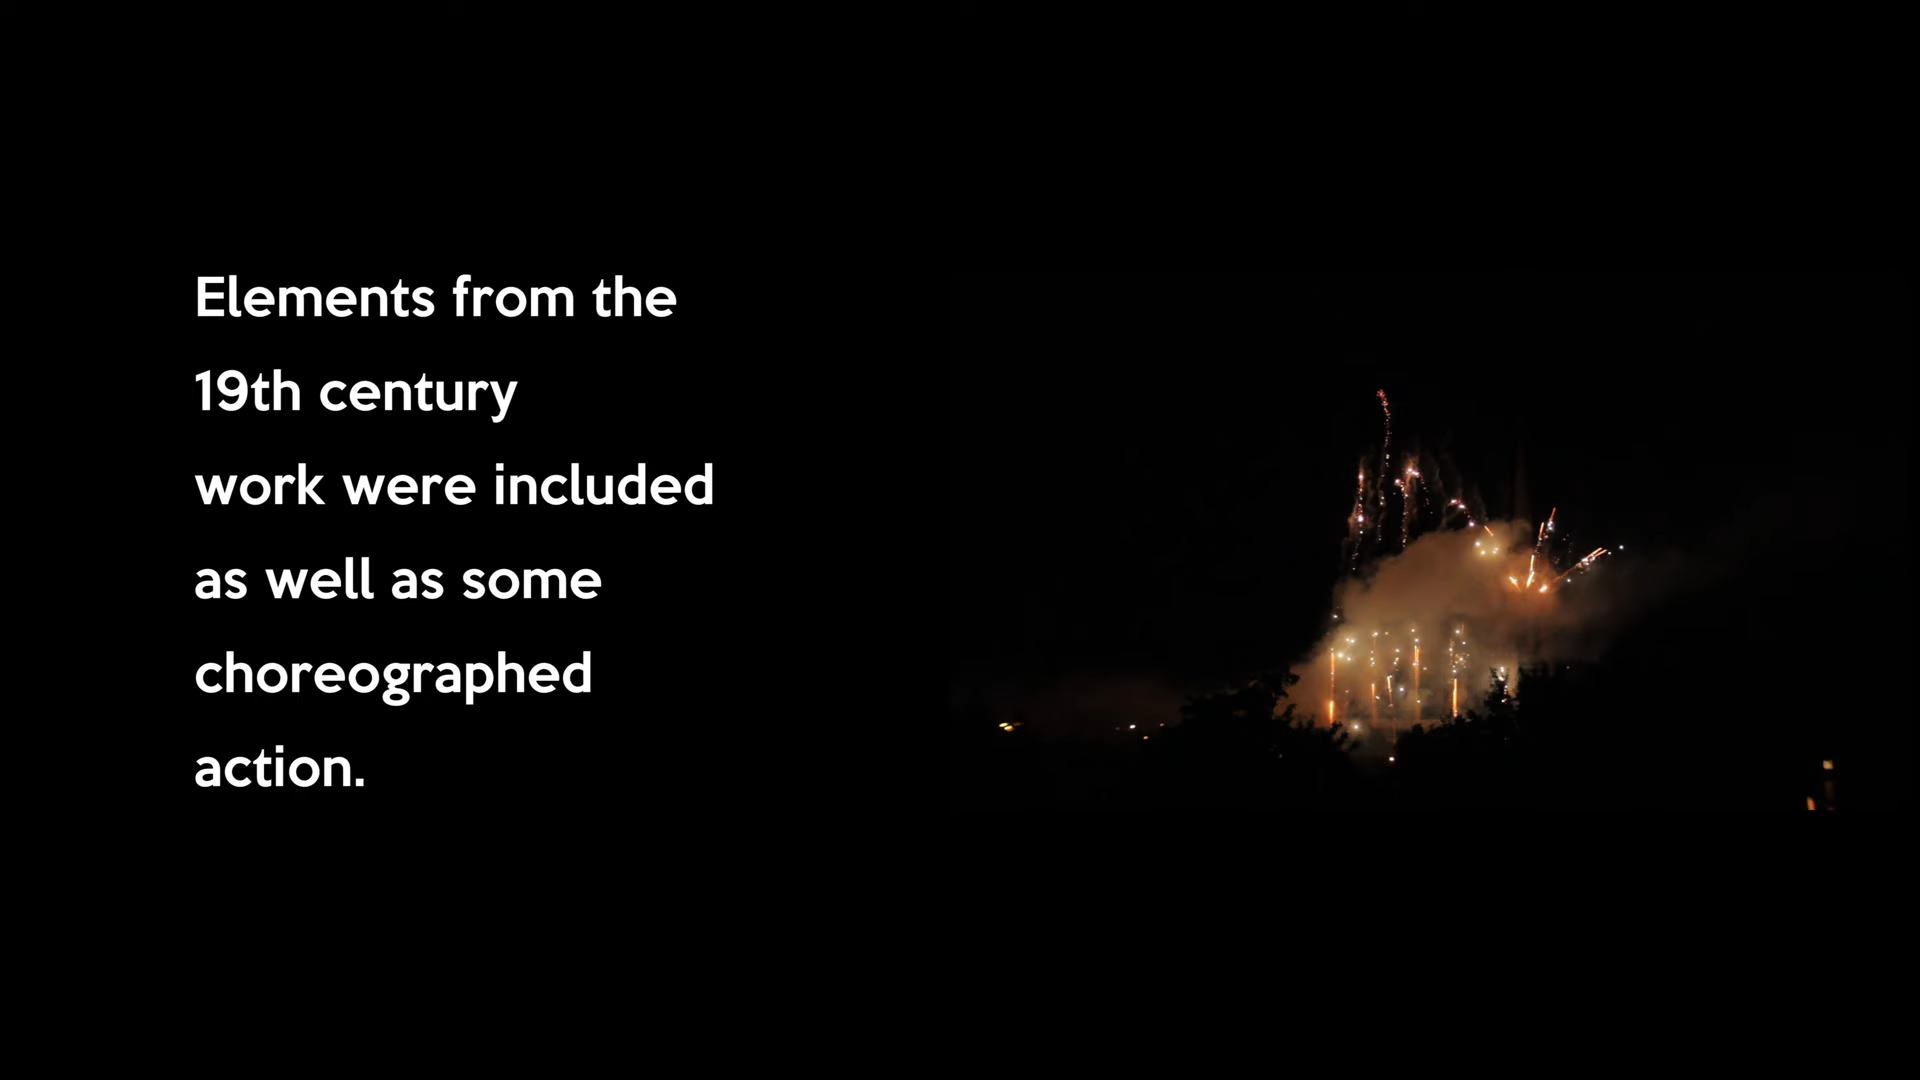 Elements from the
19th century
work were included
as well as some
choreographed
action.